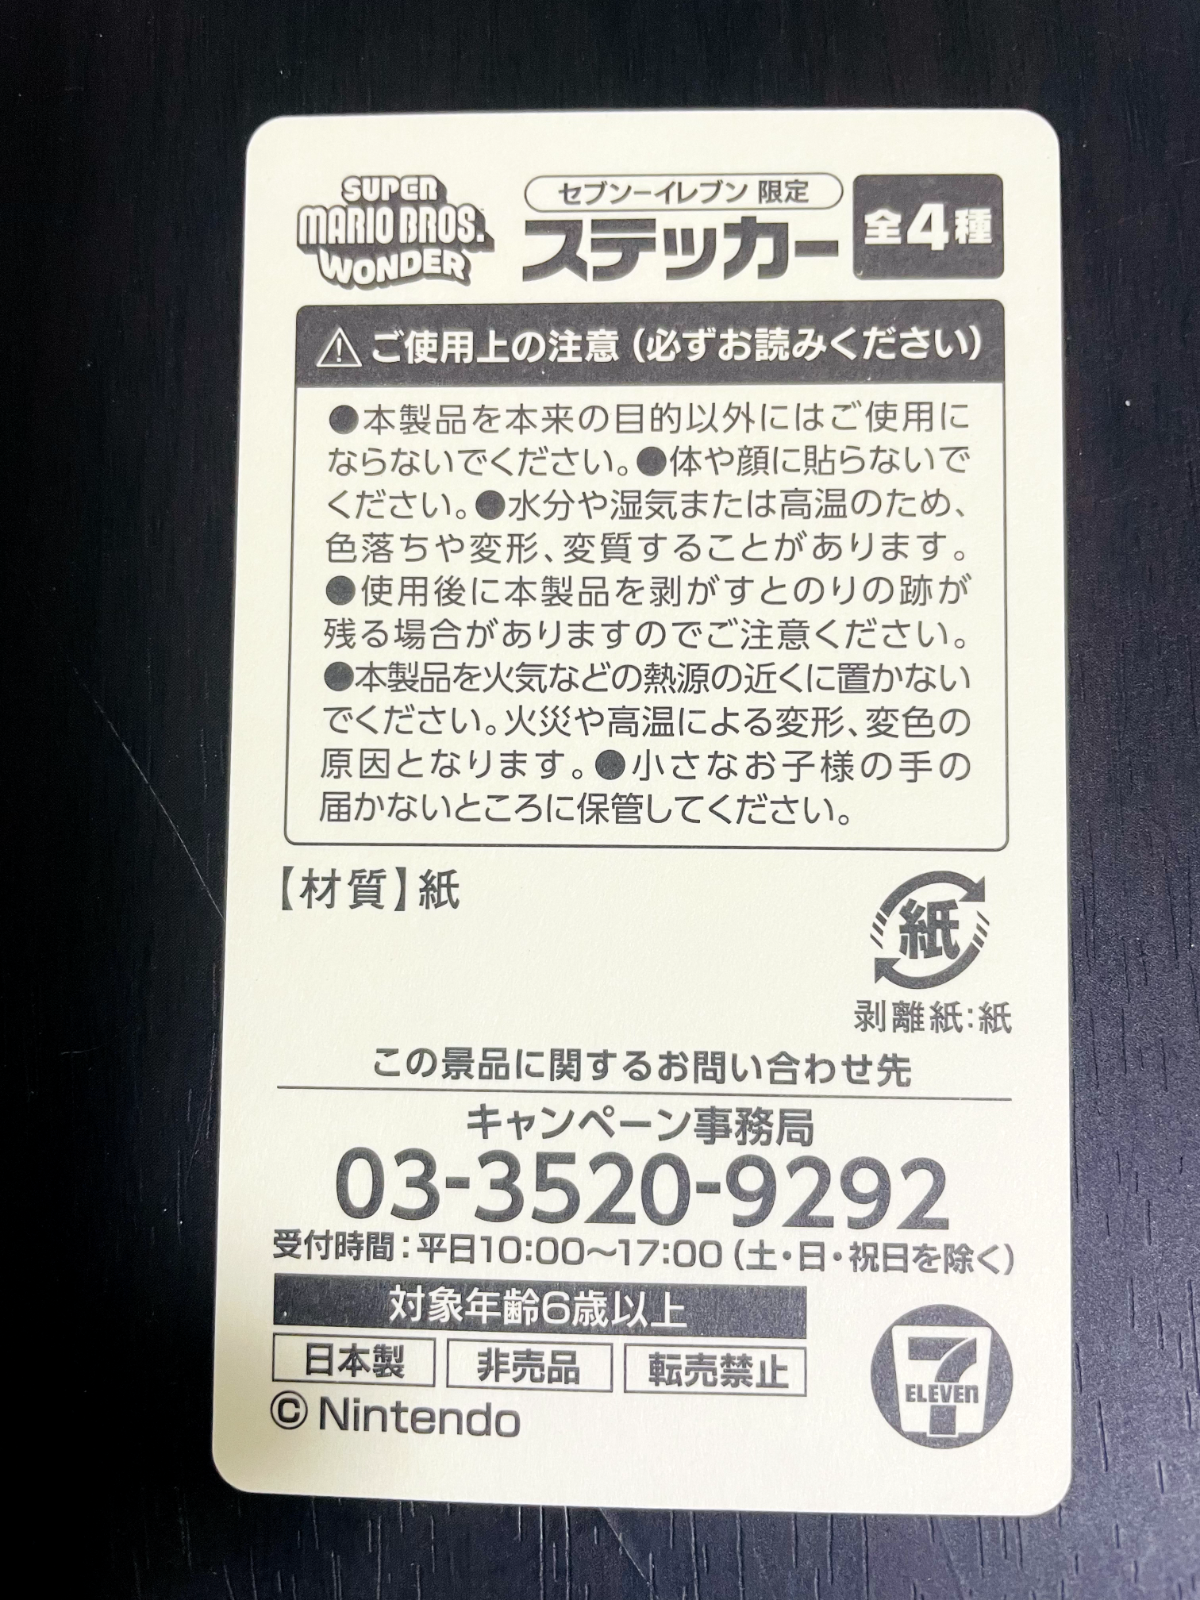 SUPER
MARIO BROS.
WONDER
セブン-イレブン 限定
ステッカー
全4種
ご使用上の注意(必ずお読みください)
●本製品を本来の目的以外にはご使用に
ならないでください。●体や顔に貼らないで
ください。●水分や湿気または高温のため、
色落ちや変形、変質することがあります。
●使用後に本製品を剥がすとのりの跡が
残る場合がありますのでご注意ください。
●本製品を火気などの熱源の近くに置かない
でください。火災や高温による変形、変色の
原因となります。●小さなお子様の手の
届かないところに保管してください。
【材質】紙
紙
剥離紙:紙
この景品に関するお問い合わせ先
キャンペーン事務局
03-3520-9292
受付時間:平日10:00〜17:00(土・日・祝日を除く)
対象年齢6歳以上
日本製 非売品 転売禁止
© Nintendo
7
ELEVEn